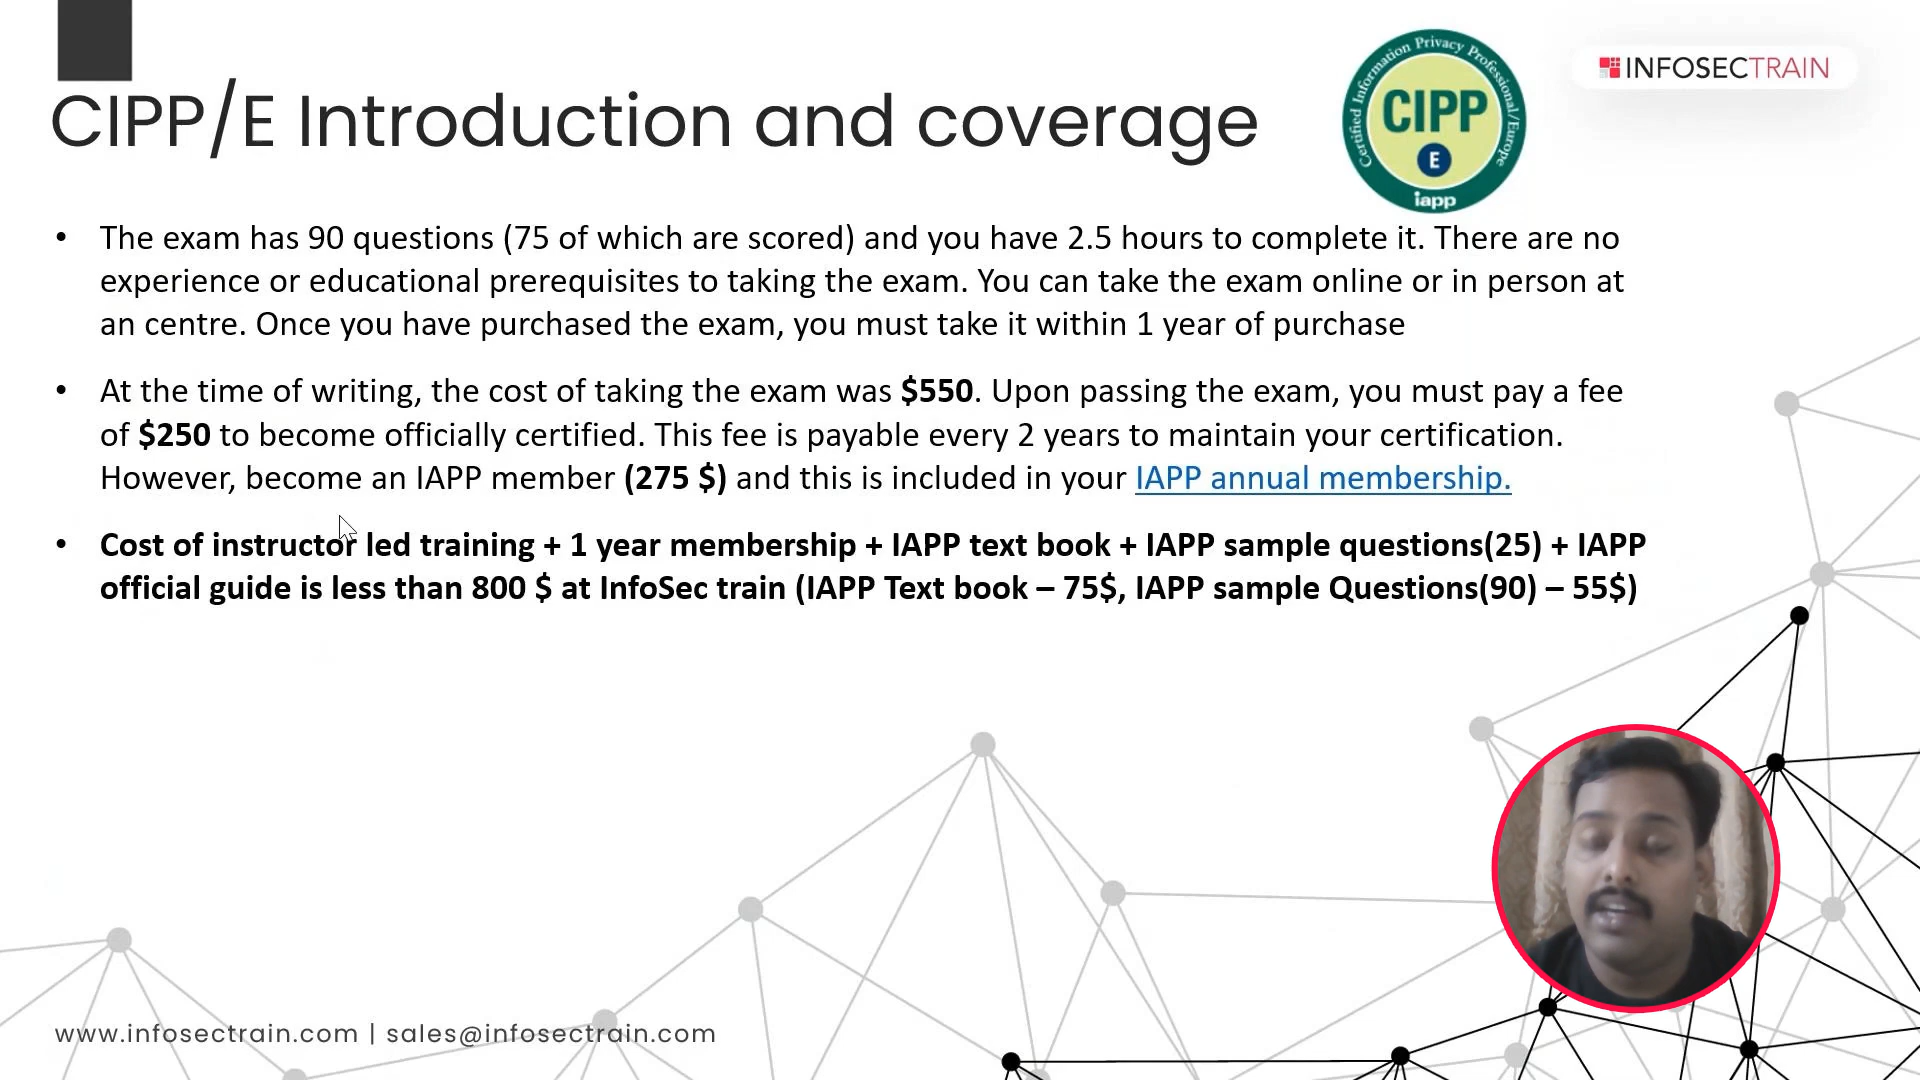 CIPP/E Introduction and coverage
Certified Information Privacy Professional/Europe
CIPP
E
iapp
INFOSECTRAIN
• The exam has 90 questions (75 of which are scored) and you have 2.5 hours to complete it. There are no
experience or educational prerequisites to taking the exam. You can take the exam online or in person at
an centre. Once you have purchased the exam, you must take it within 1 year of purchase
• At the time of writing, the cost of taking the exam was $550. Upon passing the exam, you must pay a fee
of $250 to become officially certified. This fee is payable every 2 years to maintain your certification.
However, become an IAPP member (275 $) and this is included in your IAPP annual membership.
• Cost of instructor led training + 1 year membership + IAPP text book + IAPP sample questions(25) + IAPP
official guide is less than 800 $ at InfoSec train (IAPP Text book – 75$, IAPP sample Questions(90) – 55$)
www.infosectrain.com | sales@infosectrain.com